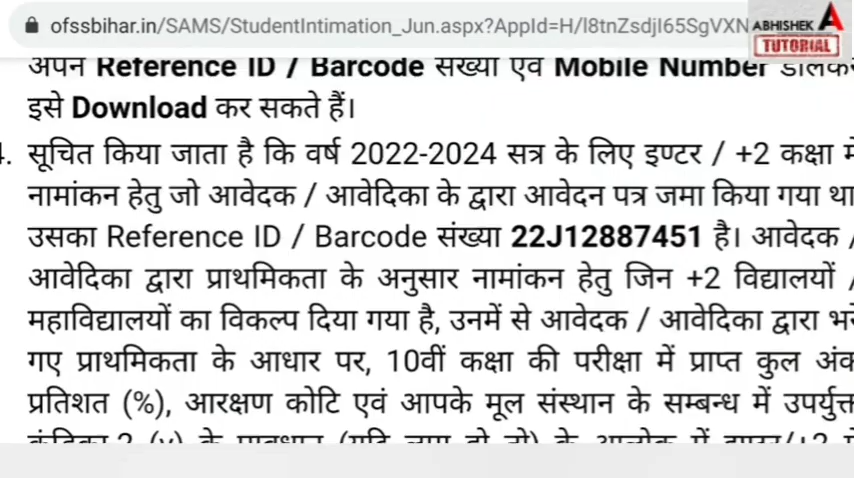 ofssbihar.in/SAMS/StudentIntimation_Jun.aspx?AppId=H/I8tnZsdjI65SgVXN
ABHISHEK A
TUTORIAL
अपने Reference ID / Barcode संख्या एवं Mobile Number डालकर
इसे Download कर सकते हैं।
4. सूचित किया जाता है कि वर्ष 2022-2024 सत्र के लिए इण्टर / +2 कक्षा में
नामांकन हेतु जो आवेदक / आवेदिका के द्वारा आवेदन पत्र जमा किया गया था
उसका Reference ID / Barcode संख्या 22J12887451 है। आवेदक /
आवेदिका द्वारा प्राथमिकता के अनुसार नामांकन हेतु जिन +2 विद्यालयों /
महाविद्यालयों का विकल्प दिया गया है, उनमें से आवेदक / आवेदिका द्वारा भरे
गए प्राथमिकता के आधार पर, 10वीं कक्षा की परीक्षा में प्राप्त कुल अंक
प्रतिशत (%), आरक्षण कोटि एवं आपके मूल संस्थान के सम्बन्ध में उपर्युक्त